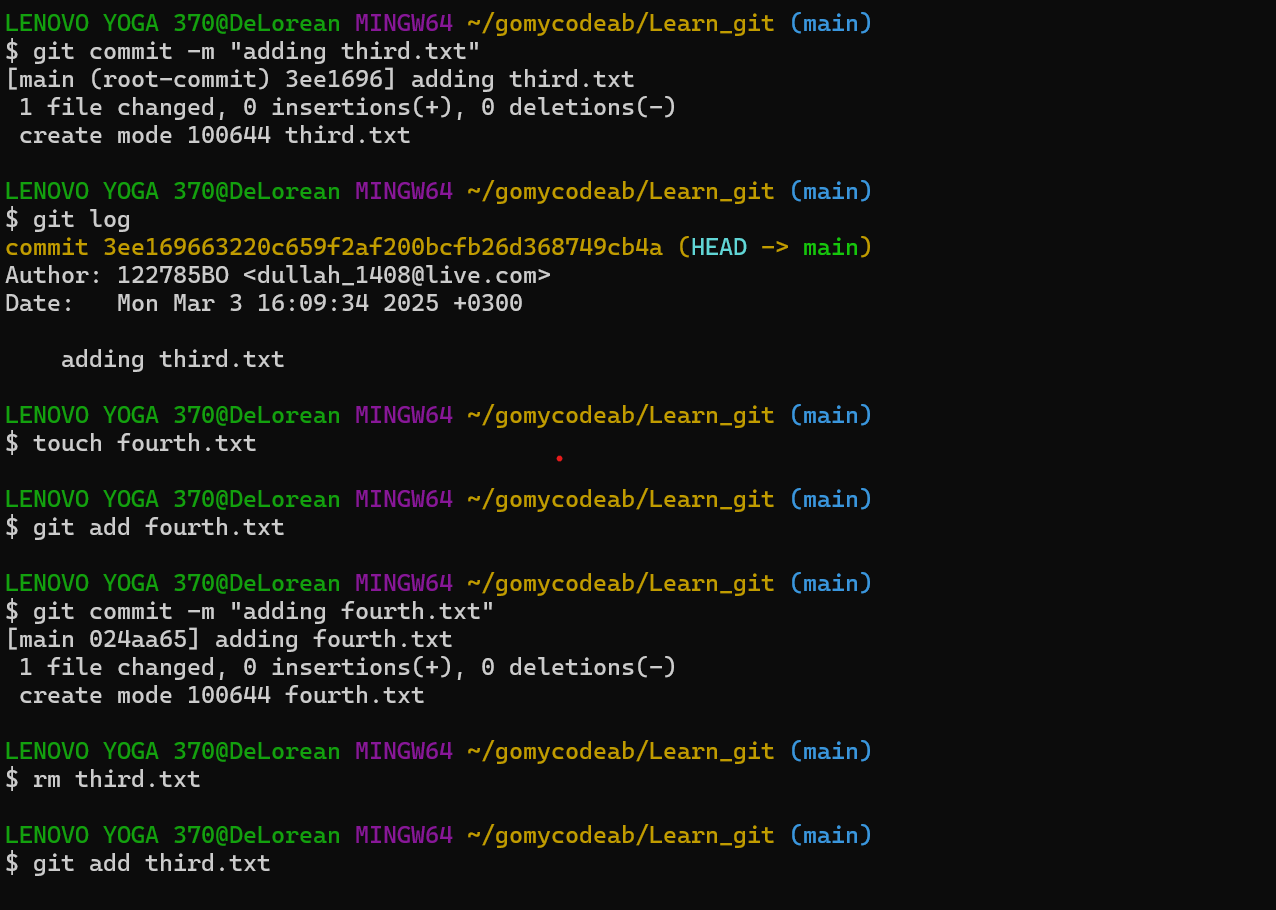 LENOVO YOGA 370@DeLorean MINGW64 ~/gomycodeab/Learn_git (main)
$ git commit -m "adding third.txt"
[main (root-commit) 3ee1696] adding third.txt
 1 file changed, 0 insertions(+), 0 deletions(-)
 create mode 100644 third.txt

LENOVO YOGA 370@DeLorean MINGW64 ~/gomycodeab/Learn_git (main)
$ git log
commit 3ee169663220c659f2af200bcfb26d368749cb4a (HEAD -> main)
Author: 122785BO <dullah_1408@live.com>
Date:   Mon Mar 3 16:09:34 2025 +0300

    adding third.txt

LENOVO YOGA 370@DeLorean MINGW64 ~/gomycodeab/Learn_git (main)
$ touch fourth.txt

LENOVO YOGA 370@DeLorean MINGW64 ~/gomycodeab/Learn_git (main)
$ git add fourth.txt

LENOVO YOGA 370@DeLorean MINGW64 ~/gomycodeab/Learn_git (main)
$ git commit -m "adding fourth.txt"
[main 024aa65] adding fourth.txt
 1 file changed, 0 insertions(+), 0 deletions(-)
 create mode 100644 fourth.txt

LENOVO YOGA 370@DeLorean MINGW64 ~/gomycodeab/Learn_git (main)
$ rm third.txt

LENOVO YOGA 370@DeLorean MINGW64 ~/gomycodeab/Learn_git (main)
$ git add third.txt